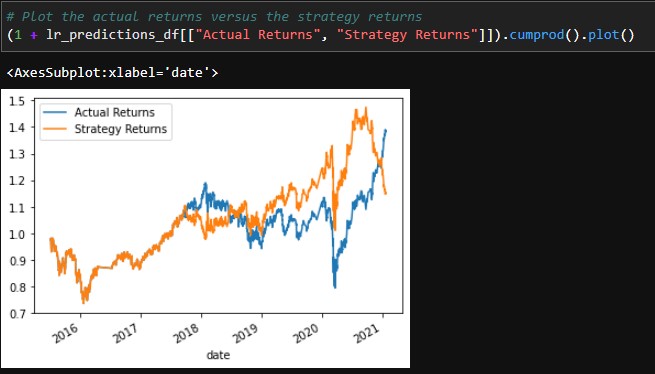 # Plot the actual returns versus the strategy returns
(1 + lr_predictions_df[["Actual Returns", "Strategy Returns"]]).cumprod().plot()
<AxesSubplot:xlabel='date'>
Actual Returns
Strategy Returns
1.5
1.4
1.3
1.2
1.1
1.0
0.9
0.8
0.7
2016 2017 2018 2019 2020 2021
date